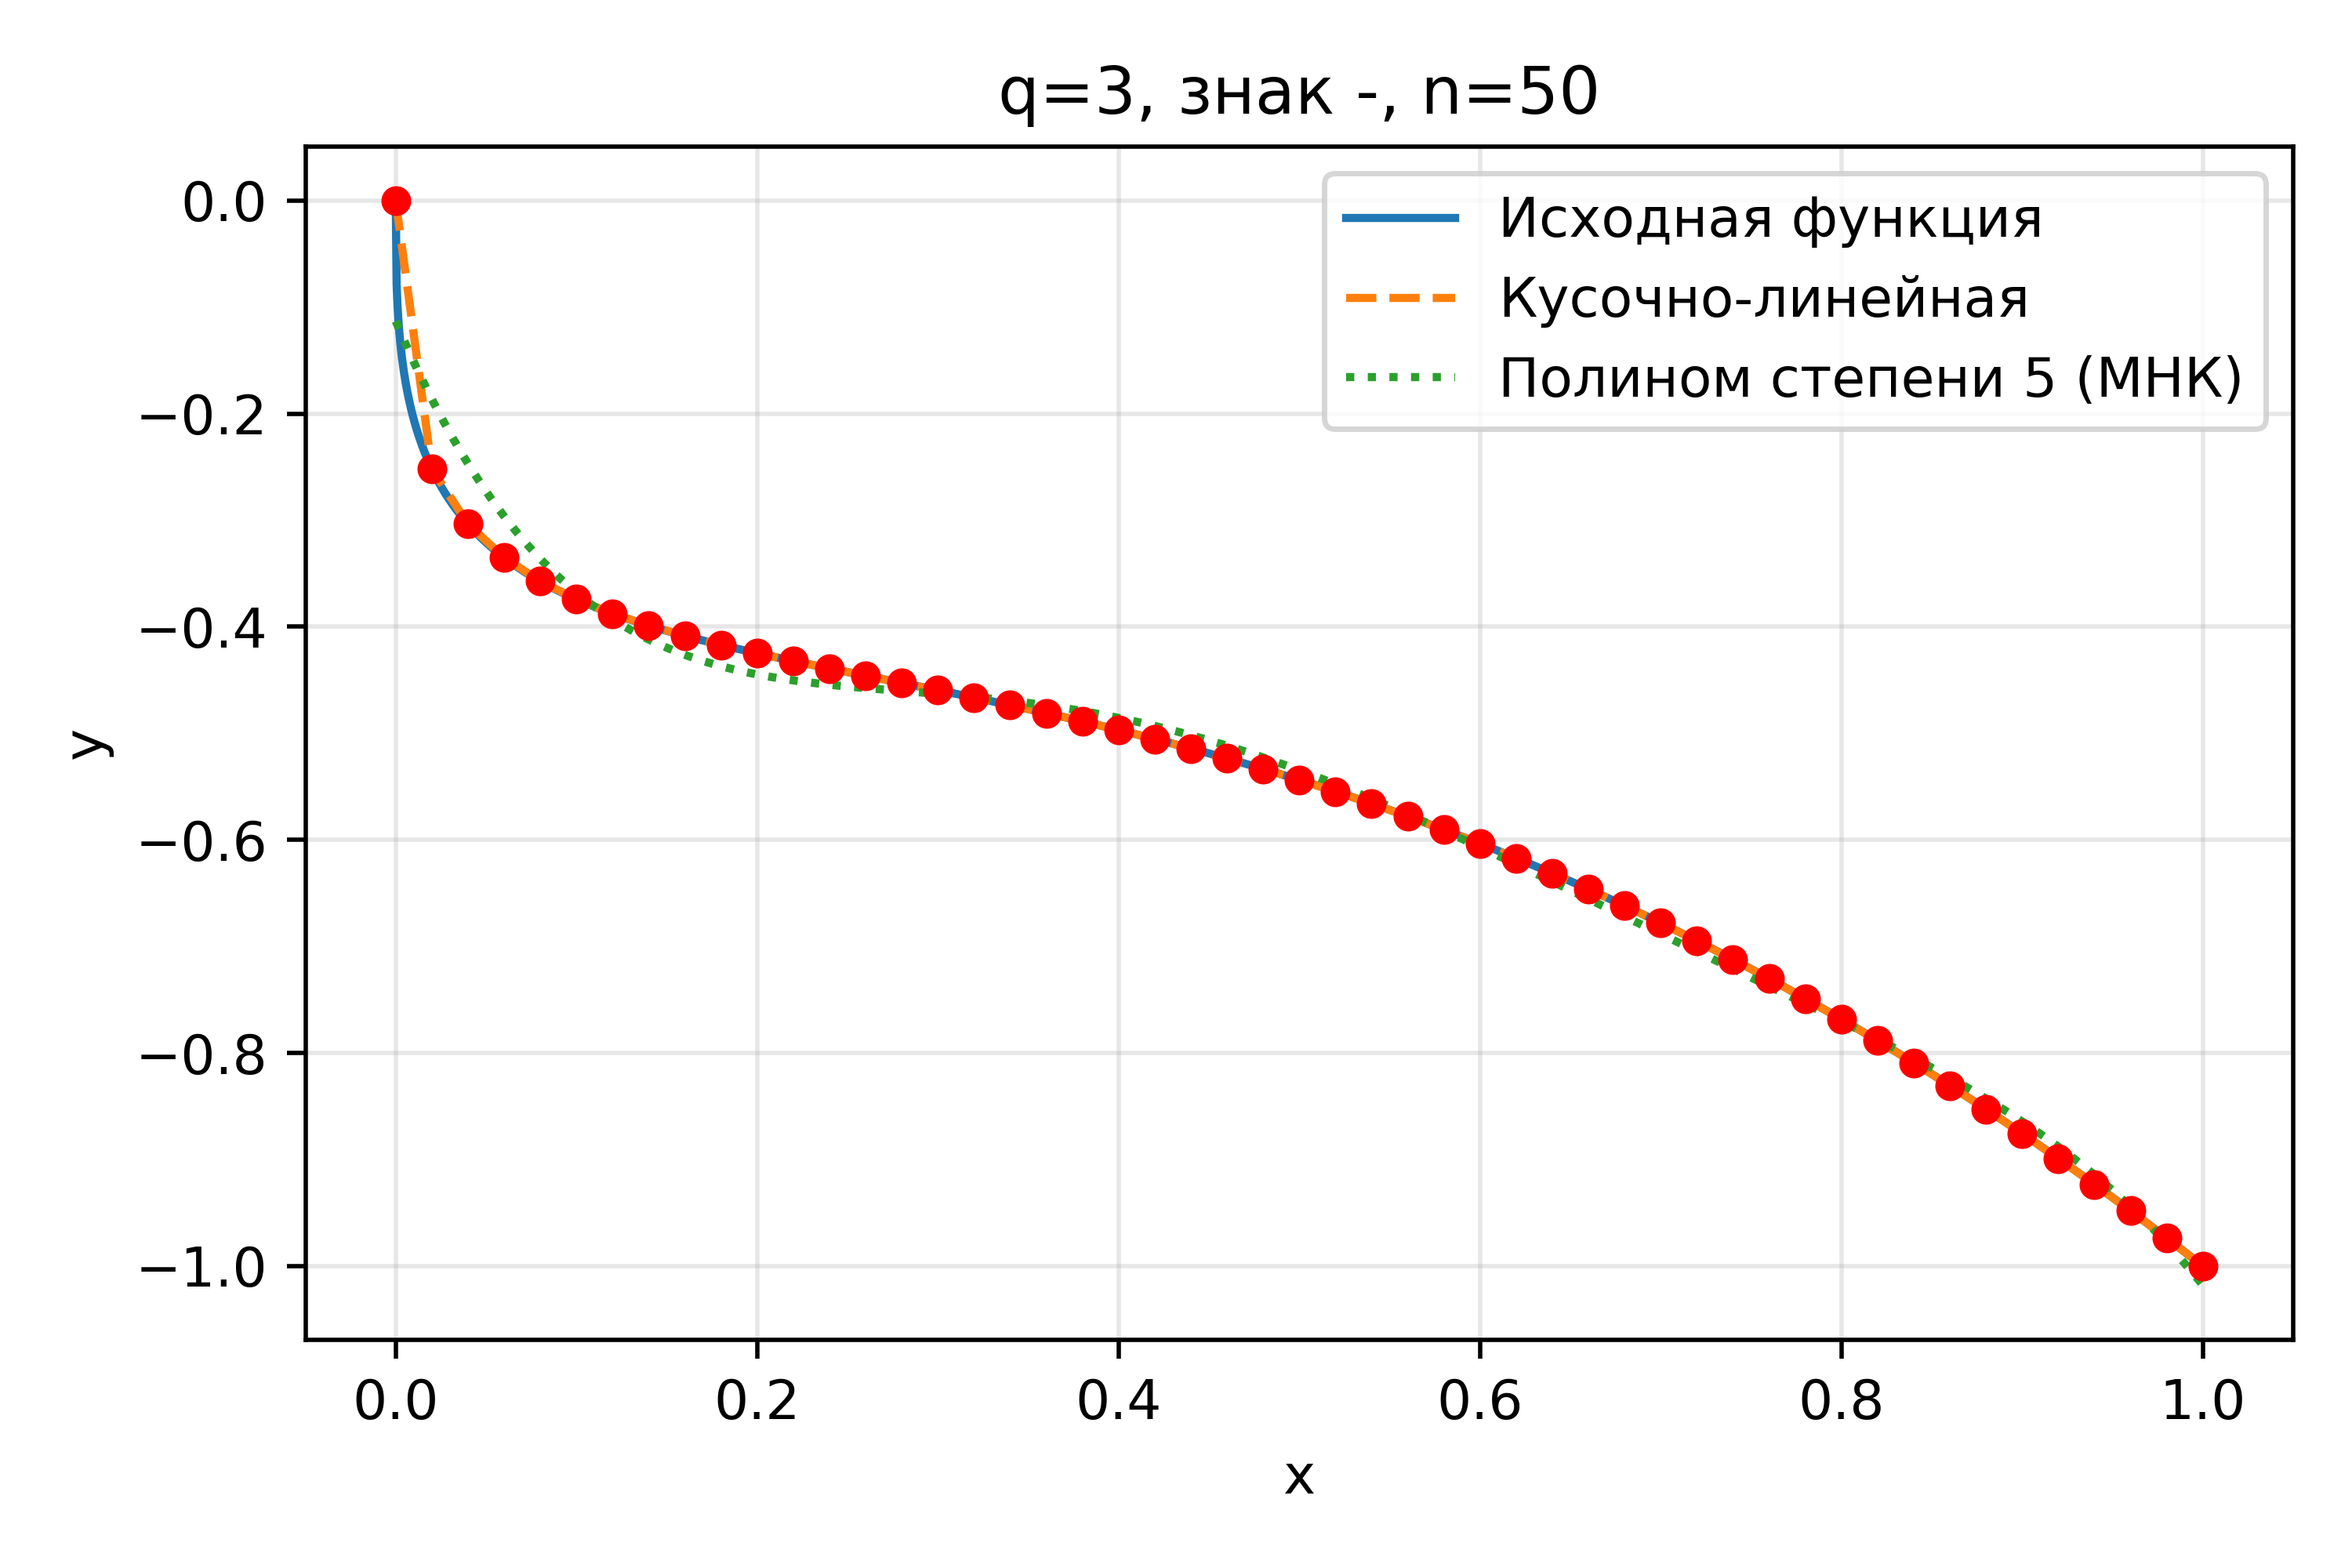 q=3, знак -, n=50
Исходная функция
Кусочно-линейная
Полином степени 5 (МНК)
0.0
−0.2
−0.4
−0.6
−0.8
−1.0
y
0.0 0.2 0.4 0.6 0.8 1.0
x